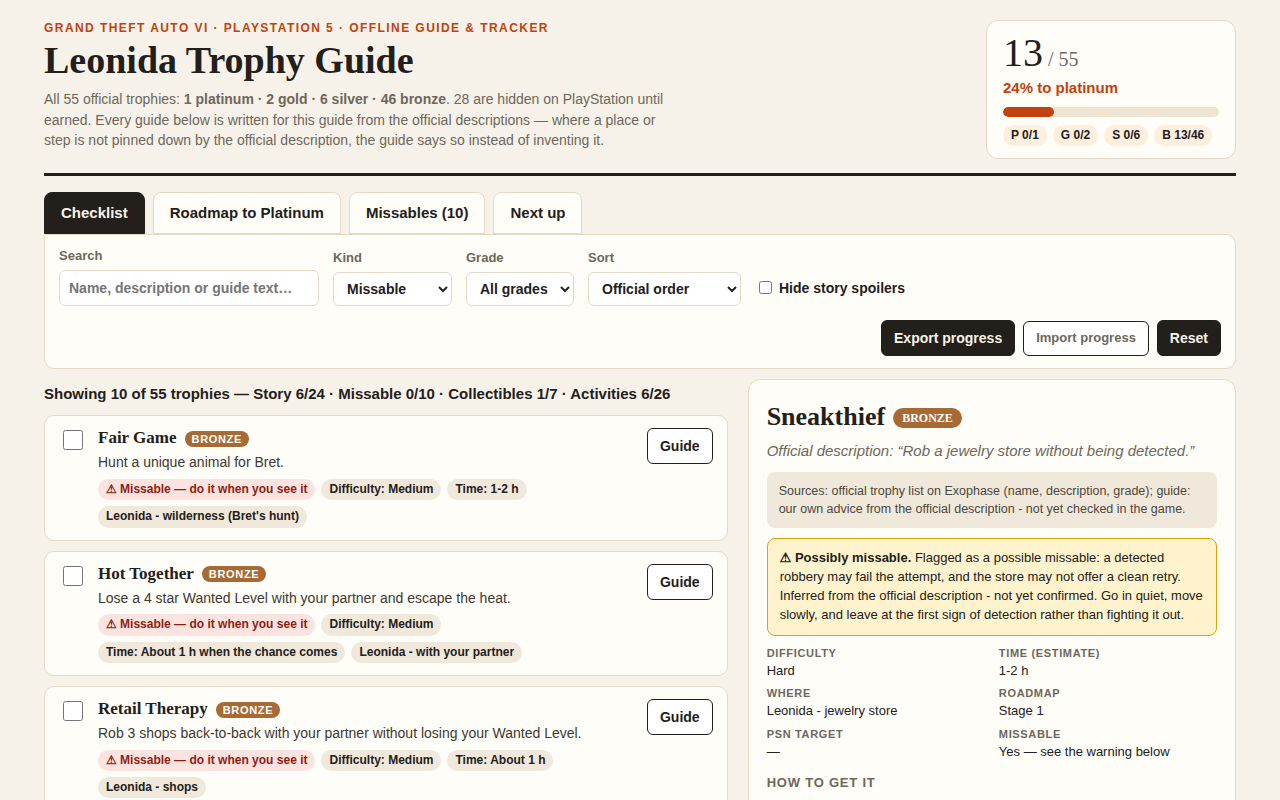 GRAND THEFT AUTO VI · PLAYSTATION 5 · OFFLINE GUIDE & TRACKER
Leonida Trophy Guide
All 55 official trophies: 1 platinum · 2 gold · 6 silver · 46 bronze. 28 are hidden on PlayStation until
earned. Every guide below is written for this guide from the official descriptions — where a place or
step is not pinned down by the official description, the guide says so instead of inventing it.
13 / 55
24% to platinum
P 0/1 G 0/2 S 0/6 B 13/46
Checklist
Roadmap to Platinum
Missables (10)
Next up
Search
Name, description or guide text…
Kind
Missable
Grade
All grades
Sort
Official order
Hide story spoilers
Export progress
Import progress
Reset
Showing 10 of 55 trophies — Story 6/24 · Missable 0/10 · Collectibles 1/7 · Activities 6/26
Fair Game BRONZE
Guide
Hunt a unique animal for Bret.
⚠ Missable — do it when you see it Difficulty: Medium Time: 1-2 h
Leonida - wilderness (Bret's hunt)
Hot Together BRONZE
Guide
Lose a 4 star Wanted Level with your partner and escape the heat.
⚠ Missable — do it when you see it Difficulty: Medium
Time: About 1 h when the chance comes Leonida - with your partner
Retail Therapy BRONZE
Guide
Rob 3 shops back-to-back with your partner without losing your Wanted Level.
⚠ Missable — do it when you see it Difficulty: Medium Time: About 1 h
Leonida - shops
Sneakthief BRONZE
Official description: “Rob a jewelry store without being detected.”
Sources: official trophy list on Exophase (name, description, grade); guide:
our own advice from the official description - not yet checked in the game.
⚠ Possibly missable. Flagged as a possible missable: a detected
robbery may fail the attempt, and the store may not offer a clean retry.
Inferred from the official description - not yet confirmed. Go in quiet, move
slowly, and leave at the first sign of detection rather than fighting it out.
DIFFICULTY
Hard
TIME (ESTIMATE)
1-2 h
WHERE
Leonida - jewelry store
ROADMAP
Stage 1
PSN TARGET
—
MISSABLE
Yes — see the warning below
HOW TO GET IT